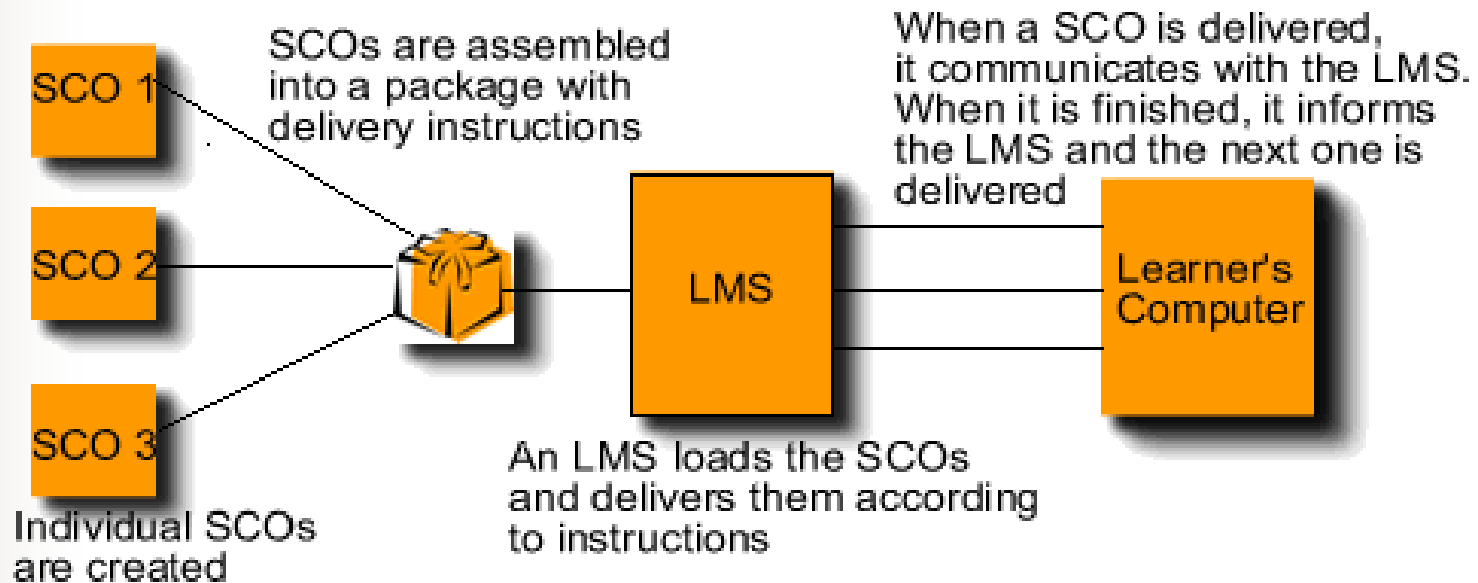 SCO 1
SCOs are assembled
into a package with
delivery instructions
When a SCO is delivered,
it communicates with the LMS.
When it is finished, it informs
the LMS and the next one is
delivered
SCO 2
LMS
Learner's
Computer
SCO 3
Individual SCOs
are created
An LMS loads the SCOs
and delivers them according
to instructions